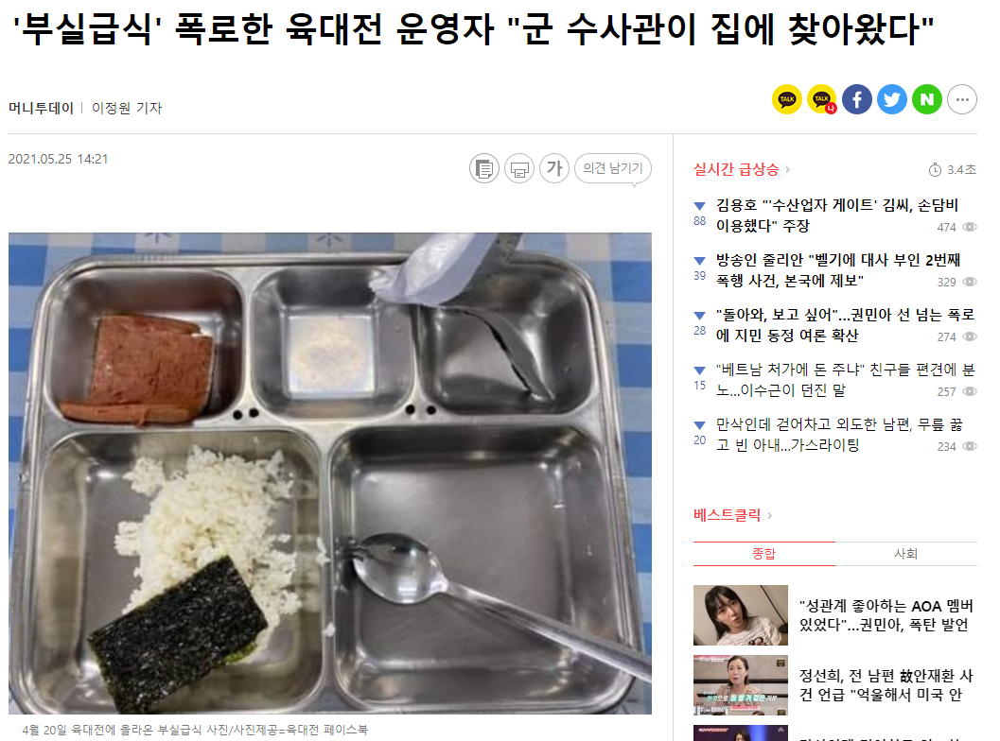 '부실급식' 폭로한 육대전 운영자 "군 수사관이 집에 찾아왔다"
머니투데이 | 이정원 기자
TALK
TALK
나
f
N
2021.05.25 14:21
가
의견 남기기
4월 20일 육대전에 올라온 부실급식 사진/사진제공=육대전 페이스북
실시간 급상승 >
3.4초
88
김용호 "'수산업자 게이트' 김씨, 손담비
이용했다" 주장
474
39
방송인 줄리안 "벨기에 대사 부인 2번째
폭행 사건, 본국에 제보"
329
28
"돌아와, 보고 싶어"...권민아 선 넘는 폭로
에 지민 동정 여론 확산
274
15
"베트남 처가에 돈 주냐" 친구들 편견에 분
노...이수근이 던진 말
257
20
만삭인데 걷어차고 외도한 남편, 무릎 꿇
고 빈 아내...가스라이팅
234
베스트클릭 >
종합
사회
"성관계 좋아하는 AOA 멤버
있었다"...권민아, 폭탄 발언
정선희, 전 남편 故안재환 사
건 언급 "억울해서 미국 안